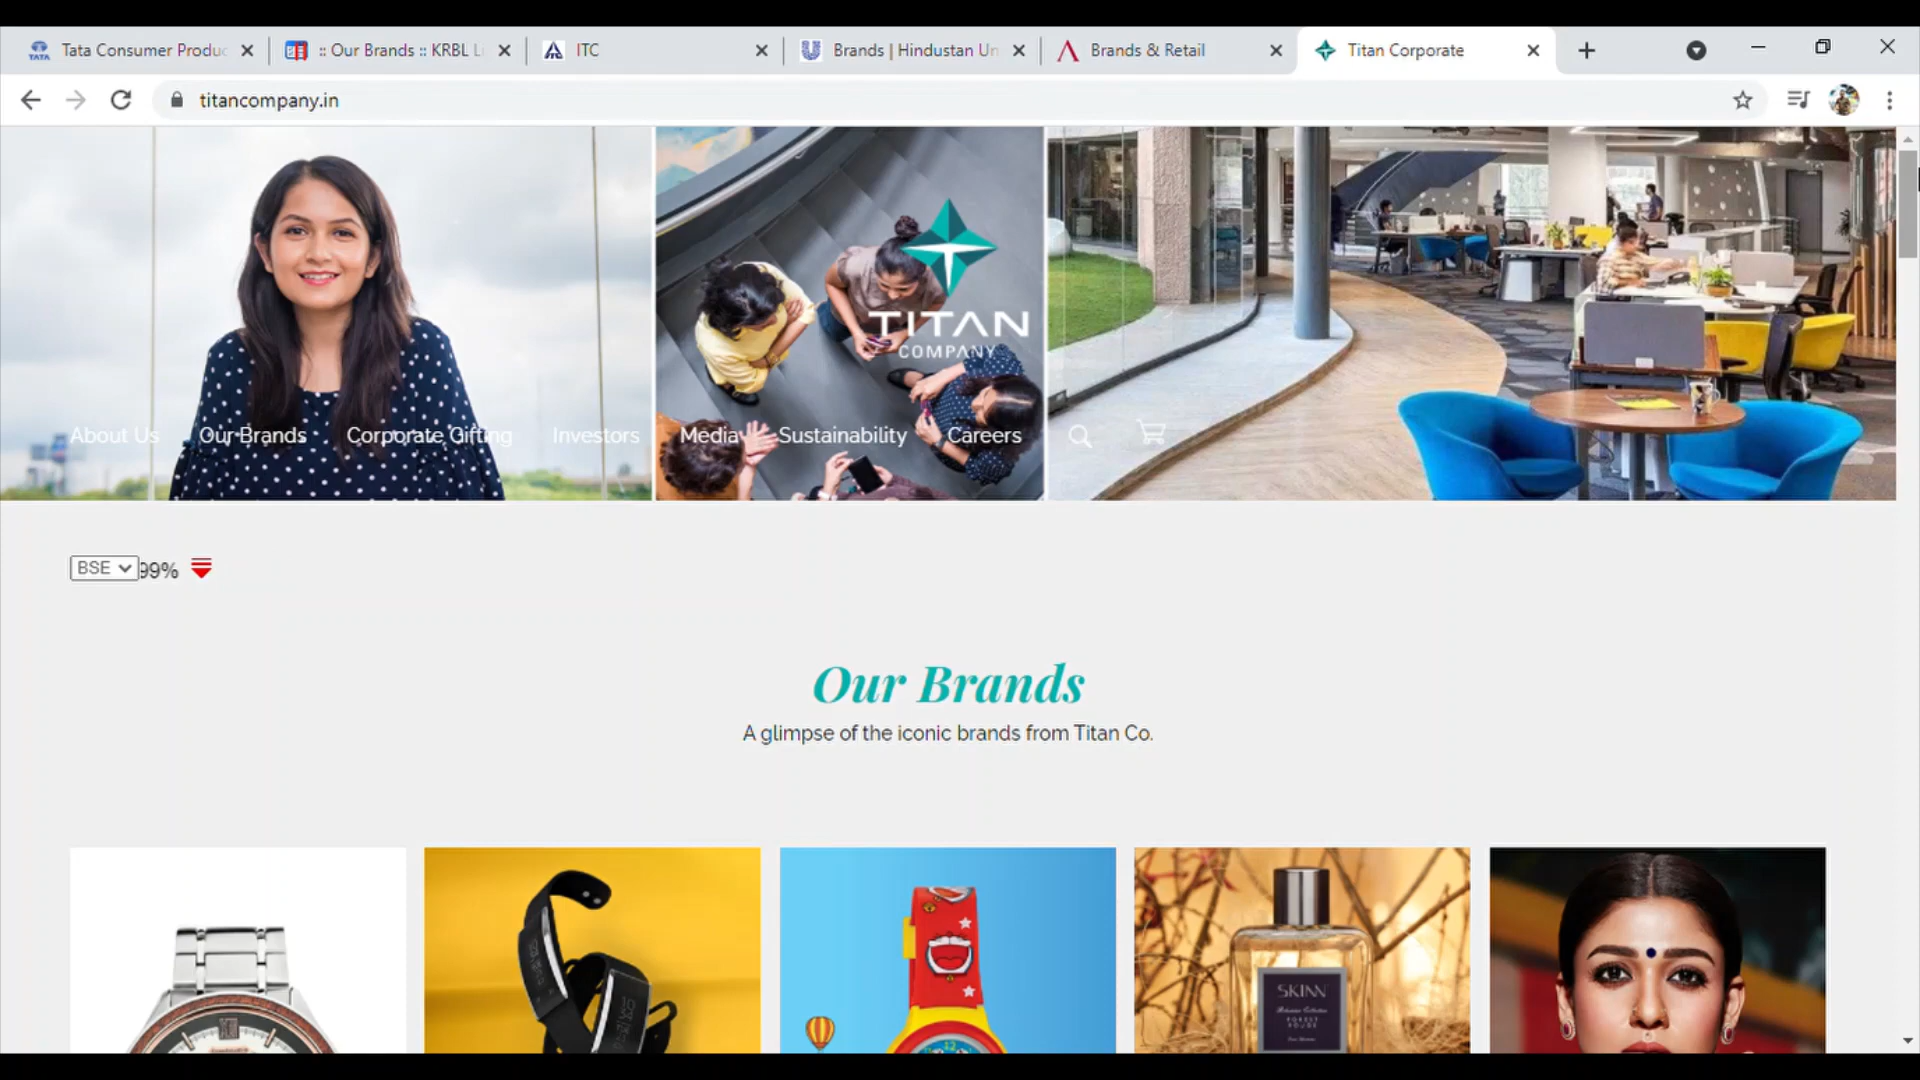 Tata Consumer Produc
:: Our Brands :: KRBL Li
ITC
Brands | Hindustan Un
Brands & Retail
Titan Corporate
titancompany.in
TITAN
COMPANY
About Us
Our Brands
Corporate Gifting
Investors
Media
Sustainability
Careers
BSE
99%
Our Brands
A glimpse of the iconic brands from Titan Co.
SKINN